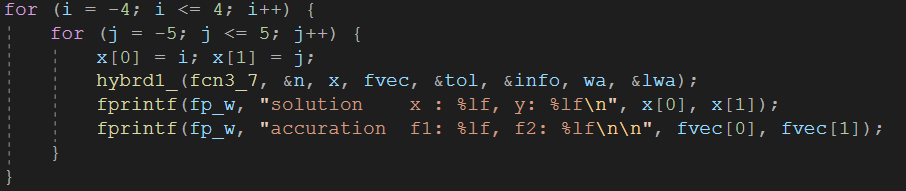 for (i = -4; i <= 4; i++) {
    for (j = -5; j <= 5; j++) {
        x[0] = i; x[1] = j;
        hybrd1_(fcn3_7, &n, x, fvec, &tol, &info, wa, &lwa);
        fprintf(fp_w, "solution    x : %lf, y: %lf\n", x[0], x[1]);
        fprintf(fp_w, "accuration  f1: %lf, f2: %lf\n\n", fvec[0], fvec[1]);
    }
}